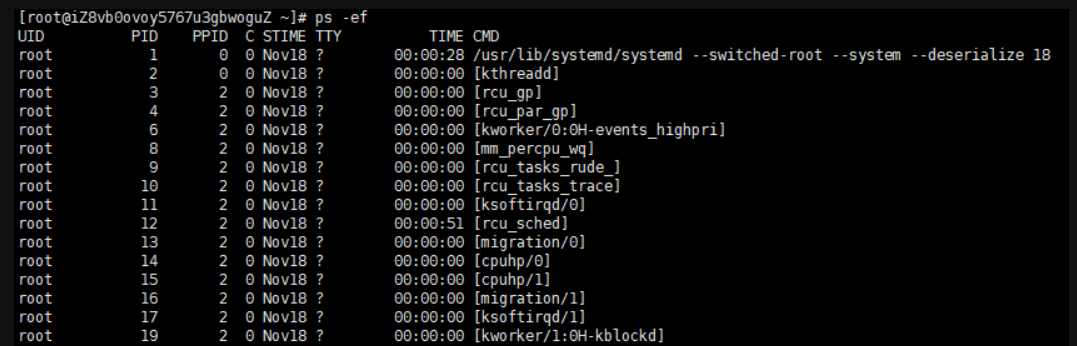 [root@iZ8vb0ovoy5767u3gbwoguZ ~]# ps -ef
UID PID PPID C STIME TTY TIME CMD
root 1 0 0 Nov18 ? 00:00:28 /usr/lib/systemd/systemd --switched-root --system --deserialize 18
root 2 0 0 Nov18 ? 00:00:00 [kthreadd]
root 3 2 0 Nov18 ? 00:00:00 [rcu_gp]
root 4 2 0 Nov18 ? 00:00:00 [rcu_par_gp]
root 6 2 0 Nov18 ? 00:00:00 [kworker/0:0H-events_highpri]
root 8 2 0 Nov18 ? 00:00:00 [mm_percpu_wq]
root 9 2 0 Nov18 ? 00:00:00 [rcu_tasks_rude_]
root 10 2 0 Nov18 ? 00:00:00 [rcu_tasks_trace]
root 11 2 0 Nov18 ? 00:00:00 [ksoftirqd/0]
root 12 2 0 Nov18 ? 00:00:51 [rcu_sched]
root 13 2 0 Nov18 ? 00:00:00 [migration/0]
root 14 2 0 Nov18 ? 00:00:00 [cpuhp/0]
root 15 2 0 Nov18 ? 00:00:00 [cpuhp/1]
root 16 2 0 Nov18 ? 00:00:00 [migration/1]
root 17 2 0 Nov18 ? 00:00:00 [ksoftirqd/1]
root 19 2 0 Nov18 ? 00:00:00 [kworker/1:0H-kblockd]